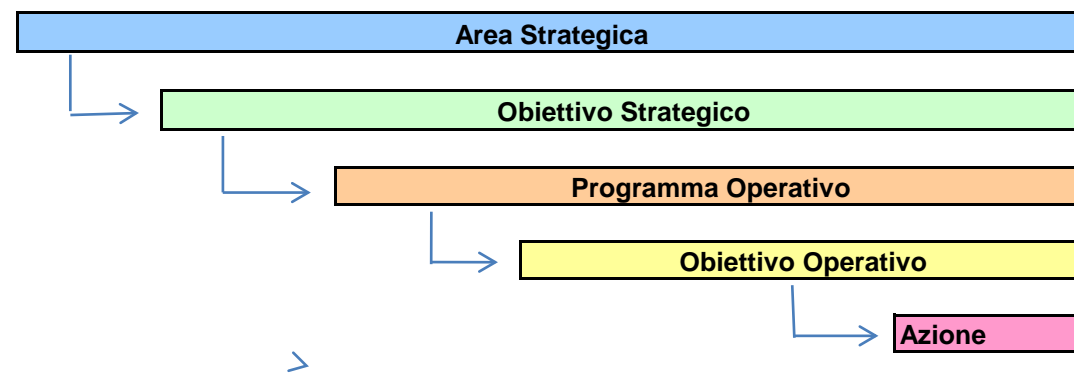 Area Strategica
Obiettivo Strategico
Programma Operativo
Obiettivo Operativo
Azione